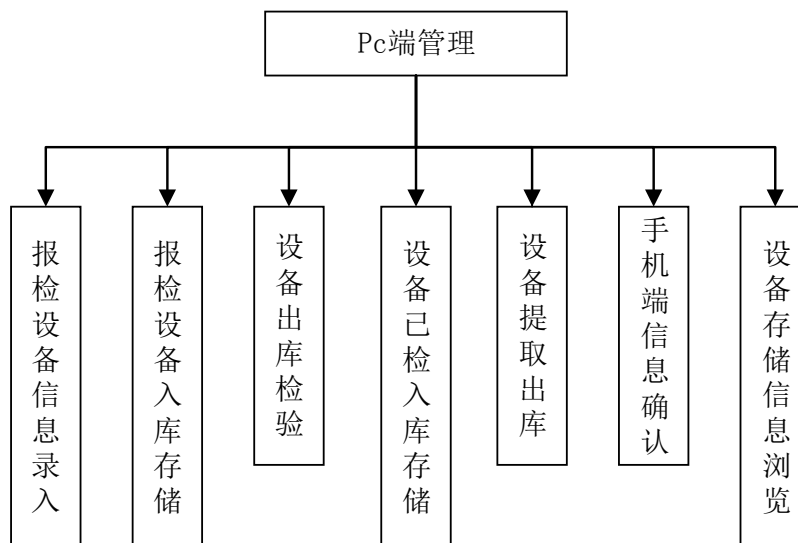 Pc端管理
报检设备信息录入
报检设备入库存储
设备出库检验
设备已检入库存储
设备提取出库
手机端信息确认
设备存储信息浏览